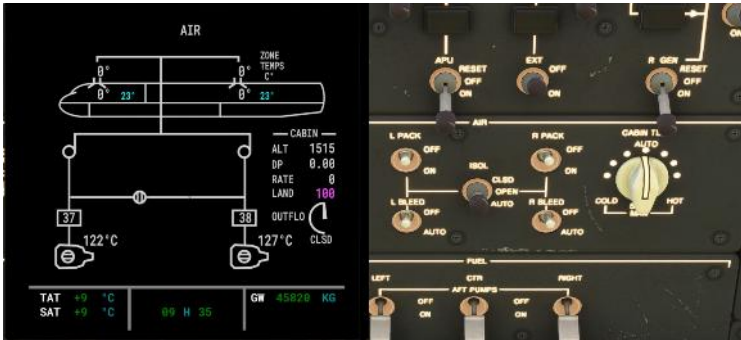 AIR
ZONE
TEMPS
C°
0° 0°
0° 23' 0° 23'
CABIN
ALT 1515
DP 0.00
RATE 0
LAND 100
37 38 OUTFLO
122°C 127°C CLSD
TAT +9 °C
SAT +9 °C
09 H 35
GW 45820 KG
APU EXT R GEN
RESET OFF RESET
OFF OFF
ON ON ON
ON
AIR
L PACK R PACK CABIN TL
OFF OFF AUTO
ISOL
ON CLSD ON
OPEN
AUTO
L BLEED R BLEED COLD HOT
OFF OFF MAN
AUTO AUTO
FUEL
LEFT CTR RIGHT
AFT PUMPS
OFF OFF
ON ON